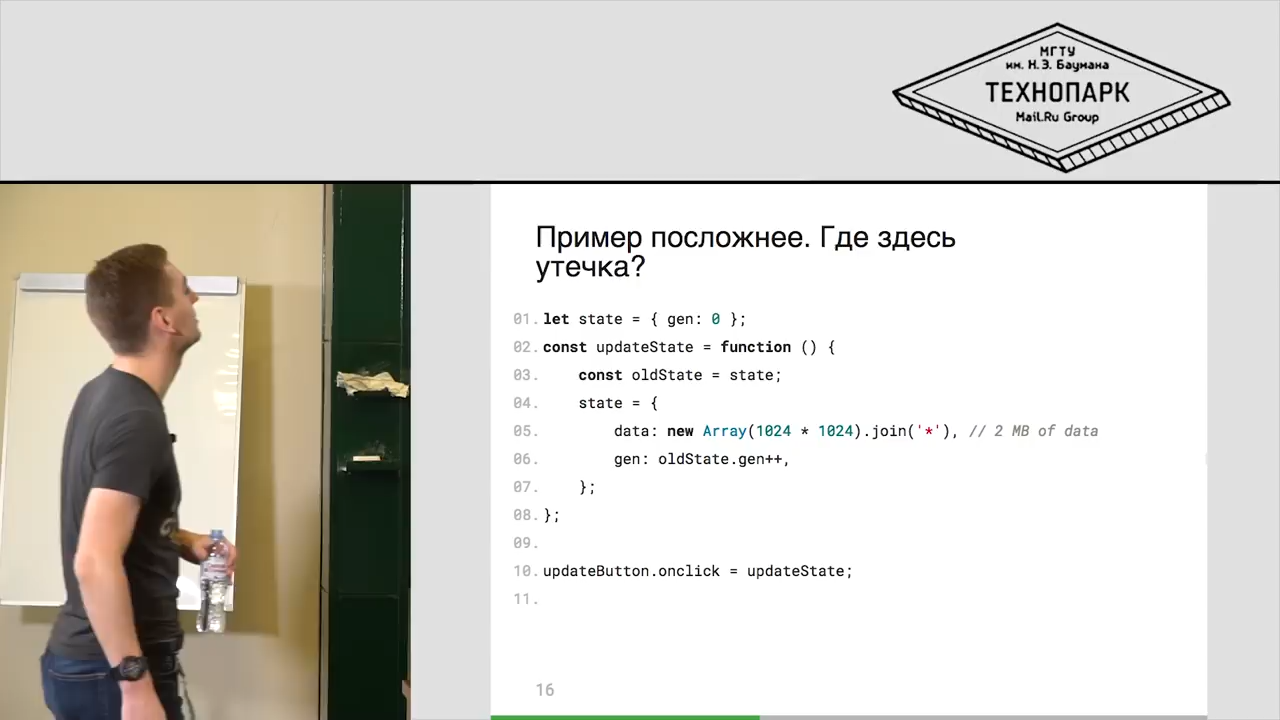 МГТУ
им. Н.Э. Баумана
ТЕХНОПАРК
Mail.Ru Group
Пример посложнее. Где здесь
утечка?
01. let state = { gen: 0 };
02. const updateState = function () {
03. const oldState = state;
04. state = {
05. data: new Array(1024 * 1024).join('*'), // 2 MB of data
06. gen: oldState.gen++,
07. };
08. };
09.
10. updateButton.onclick = updateState;
11.
16